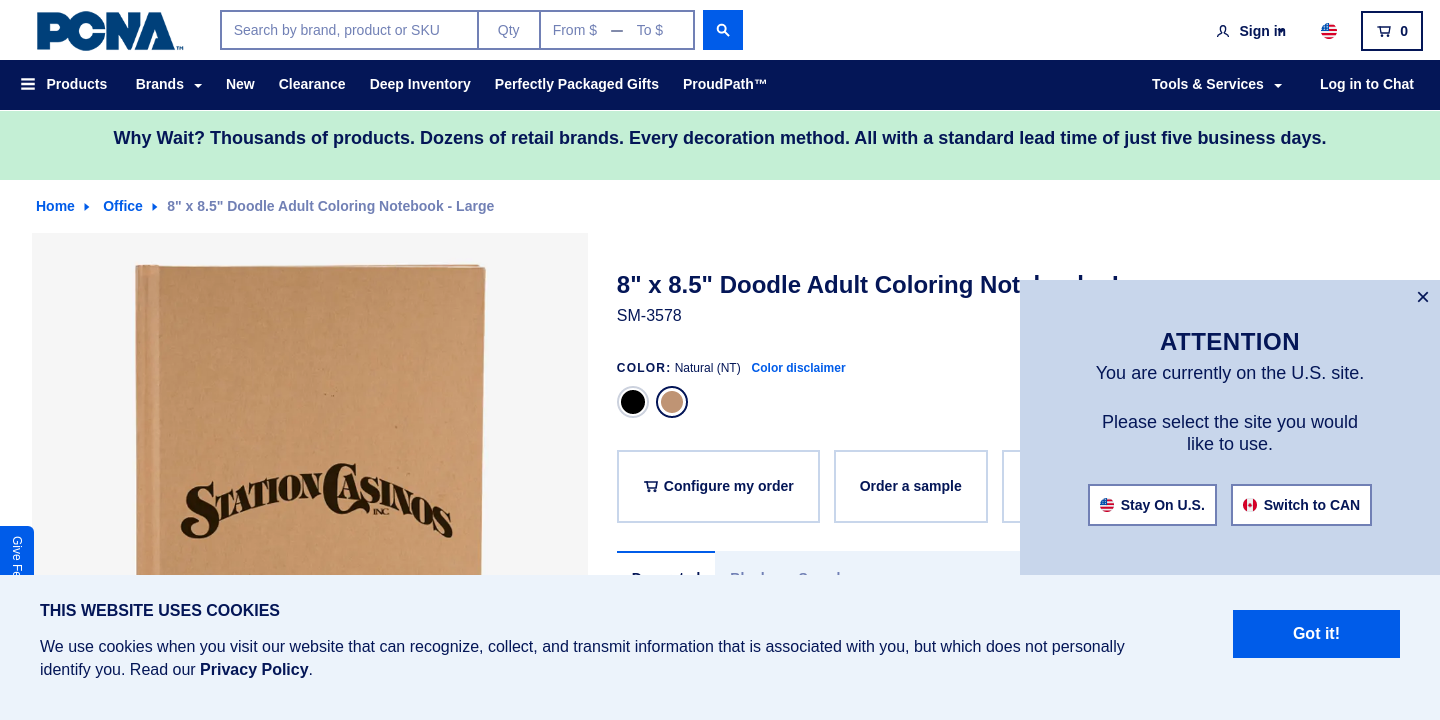 PCNA™
Search by brand, product or SKU
Qty
From $ — To $
Sign in
0
Products
Brands
New
Clearance
Deep Inventory
Perfectly Packaged Gifts
ProudPath™
Tools & Services
Log in to Chat
Why Wait? Thousands of products. Dozens of retail brands. Every decoration method. All with a standard lead time of just five business days.
Home
Office
8" x 8.5" Doodle Adult Coloring Notebook - Large
8" x 8.5" Doodle Adult Coloring
SM-3578
COLOR: Natural (NT) Color disclaimer
Configure my order
Order a sample
STATION CASINOS
INC.
ATTENTION
You are currently on the U.S. site.
Please select the site you would
like to use.
Stay On U.S.
Switch to CAN
Give
THIS WEBSITE USES COOKIES
We use cookies when you visit our website that can recognize, collect, and transmit information that is associated with you, but which does not personally
identify you. Read our Privacy Policy.
Got it!